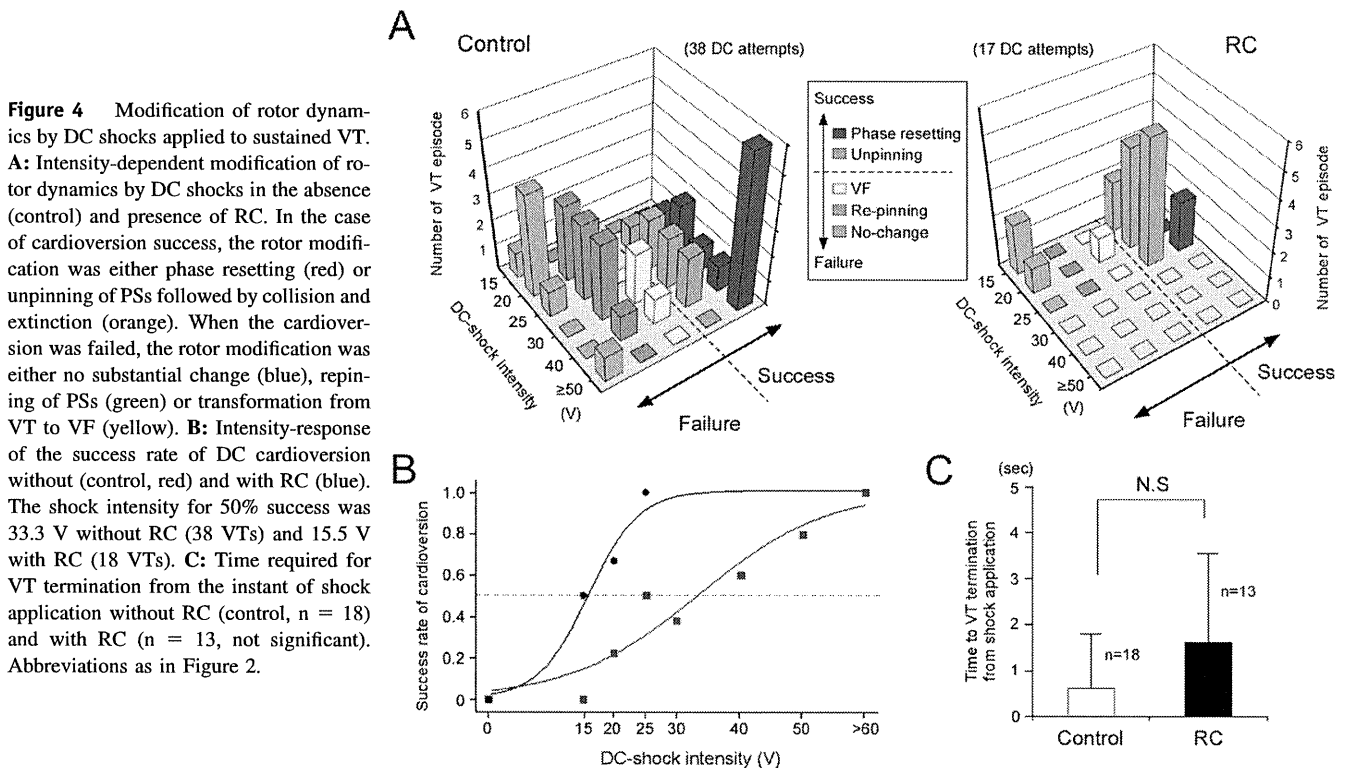 Figure 4 Modification of rotor dynam-
ics by DC shocks applied to sustained VT.
A: Intensity-dependent modification of ro-
tor dynamics by DC shocks in the absence
(control) and presence of RC. In the case
of cardioversion success, the rotor modifi-
cation was either phase resetting (red) or
unpinning of PSs followed by collision and
extinction (orange). When the cardiover-
sion was failed, the rotor modification was
either no substantial change (blue), repin-
ing of PSs (green) or transformation from
VT to VF (yellow). B: Intensity-response
of the success rate of DC cardioversion
without (control, red) and with RC (blue).
The shock intensity for 50% success was
33.3 V without RC (38 VTs) and 15.5 V
with RC (18 VTs). C: Time required for
VT termination from the instant of shock
application without RC (control, n = 18)
and with RC (n = 13, not significant).
Abbreviations as in Figure 2.
A
Control
(38 DC attempts)
Number of VT episode
6
5
4
3
2
1
15
20
25
30
40
≥50
(V)
DC-shock intensity
Success
Failure
Success
Phase resetting
Unpinning
VF
Re-pinning
No-change
Failure
(17 DC attempts)
RC
Number of VT episode
6
5
4
3
2
1
0
15
20
25
30
40
≥50
(V)
DC-shock intensity
Success
Failure
B
Success rate of cardioversion
1.0
0.8
0.6
0.4
0.2
0
0 15 20 25 30 40 50 >60
DC-shock intensity (V)
C
(sec)
Time to VT termination
from shock application
5
4
3
2
1
0
N.S
n=18
n=13
Control RC